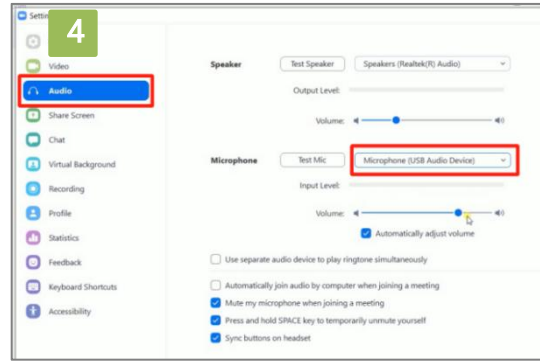 Setti
4
Video
Audio
Share Screen
Chat
Virtual Background
Recording
Profile
Statistics
Feedback
Keyboard Shortcuts
Accessibility
Speaker
Test Speaker
Speakers (Realtek(R) Audio)
Output Level:
Volume:
Microphone
Test Mic
Microphone (USB Audio Device)
Input Level:
Volume:
Automatically adjust volume
Use separate audio device to play ringtone simultaneously
Automatically join audio by computer when joining a meeting
Mute my microphone when joining a meeting
Press and hold SPACE key to temporarily unmute yourself
Sync buttons on headset